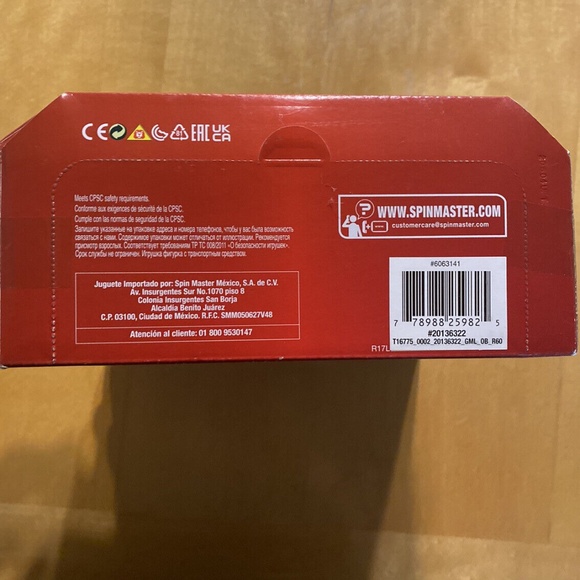 CE EAC UK CA
Meets CPSC safety requirements.
Conforme aux exigences de sécurité de la CPSC.
Cumple con las normas de seguridad de la CPSC.
Запишите указанные на упаковке адреса и номера телефонов, чтобы у вас была возможность
связаться с нами. Содержимое упаковки может отличаться от иллюстрации. Рекомендуется
присмотр взрослых. Соответствует требованиям ТР ТС 008/2011 «О безопасности игрушек».
Срок службы не ограничен. Игрушка фигурка с транспортным средством.
Juguete Importado por: Spin Master México, S.A. de C.V.
Av. Insurgentes Sur No.1070 piso 8
Colonia Insurgentes San Borja
Alcaldía Benito Juárez
C.P. 03100, Ciudad de México. R.F.C. SMM050627V48
Atención al cliente: 01 800 9530147
WWW.SPINMASTER.COM
customercare@spinmaster.com
#6063141
7 78988 25982 5
#20136322
T16775_0002_20136322_GML_OB_R60